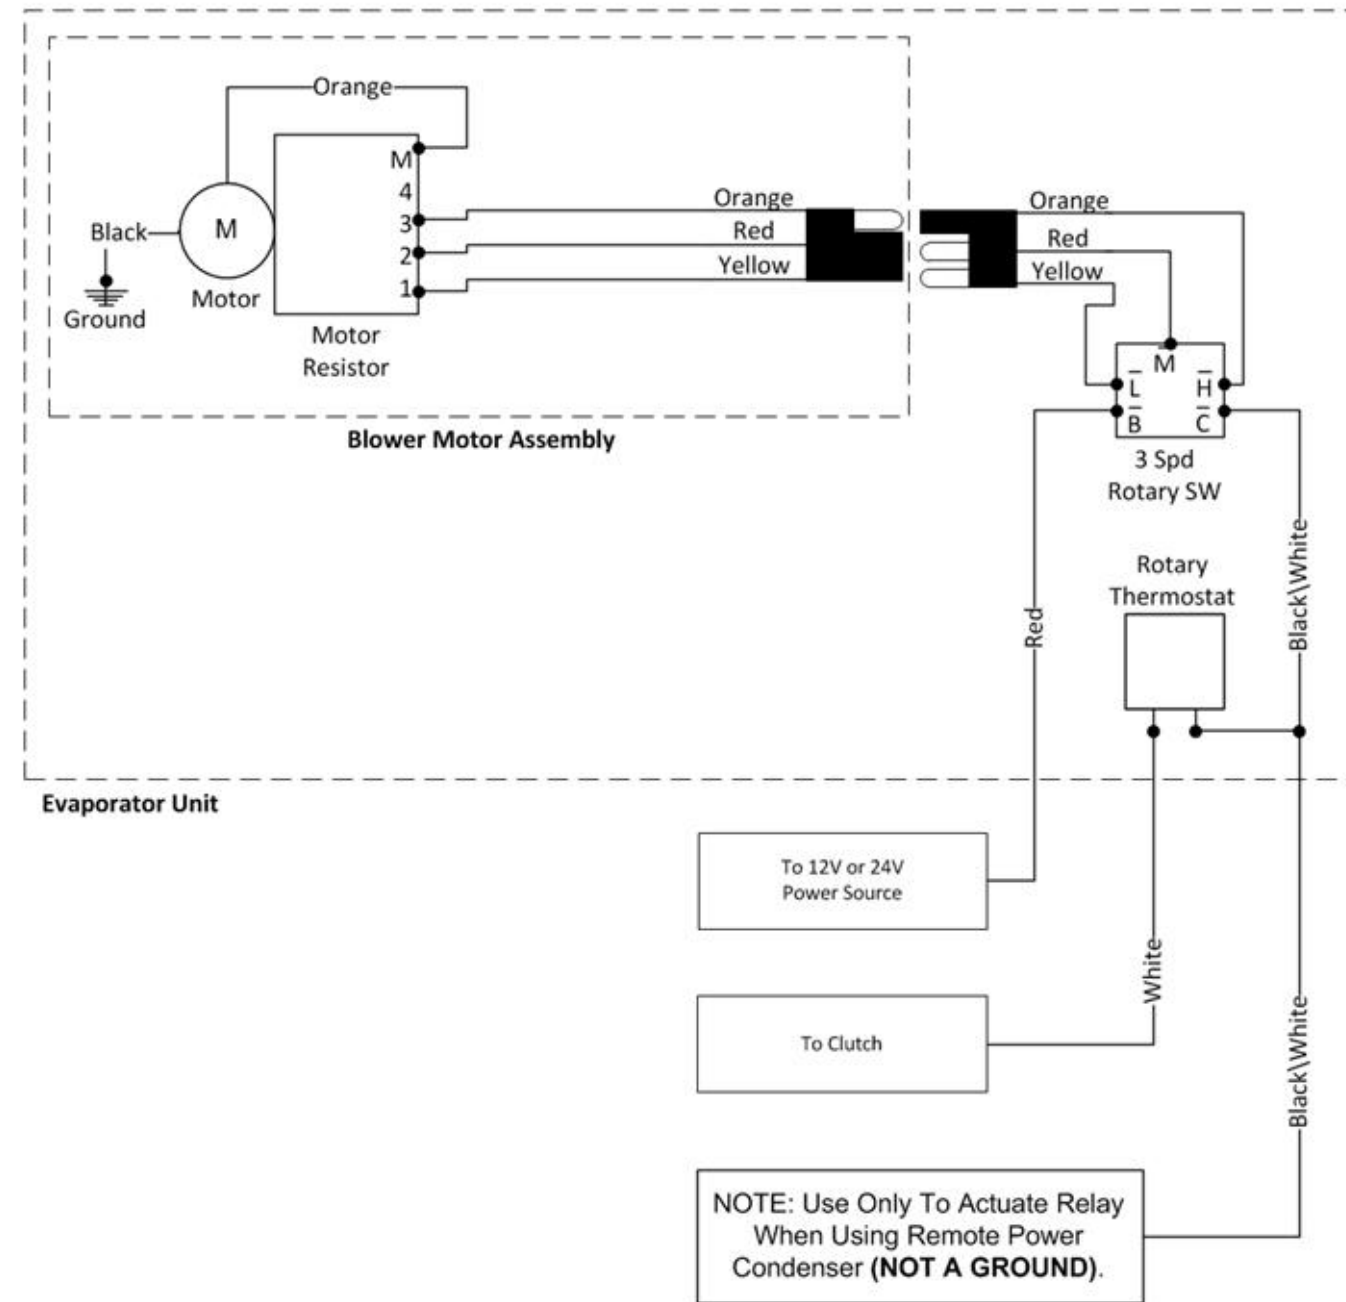 Orange
M
4
3
2
1
Black
M
Motor
Ground
Motor
Resistor
Orange
Red
Yellow
Orange
Red
Yellow
Blower Motor Assembly
M
L
H
B
C
3 Spd
Rotary SW
Rotary
Thermostat
Red
Black\White
Evaporator Unit
To 12V or 24V
Power Source
White
To Clutch
Black\White
NOTE: Use Only To Actuate Relay
When Using Remote Power
Condenser (NOT A GROUND).